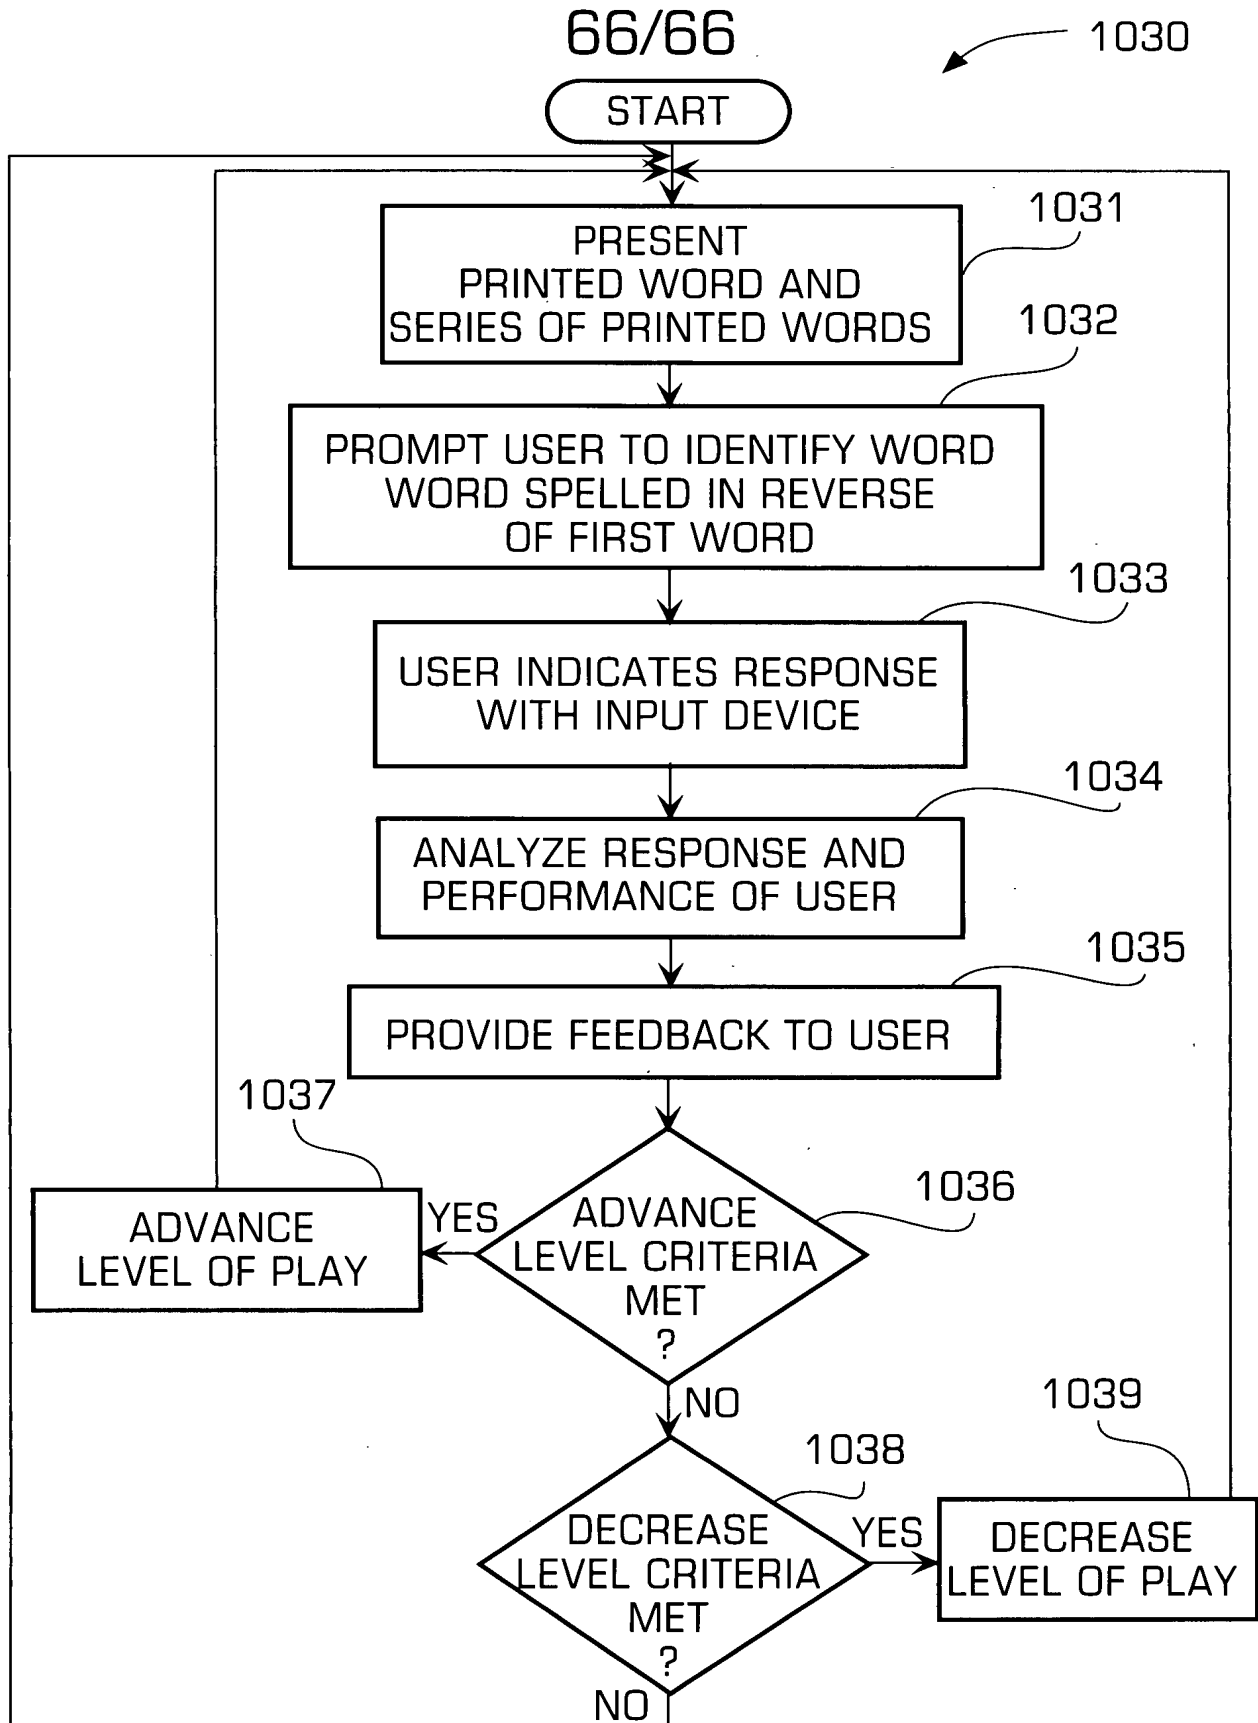 66/66
1030
START
1031
PRESENT
PRINTED WORD AND
SERIES OF PRINTED WORDS
1032
PROMPT USER TO IDENTIFY WORD
WORD SPELLED IN REVERSE
OF FIRST WORD
1033
USER INDICATES RESPONSE
WITH INPUT DEVICE
1034
ANALYZE RESPONSE AND
PERFORMANCE OF USER
1035
PROVIDE FEEDBACK TO USER
1037
1036
ADVANCE
LEVEL OF PLAY
YES
ADVANCE
LEVEL CRITERIA
MET
?
NO
1039
1038
DECREASE
LEVEL CRITERIA
MET
?
YES
DECREASE
LEVEL OF PLAY
NO